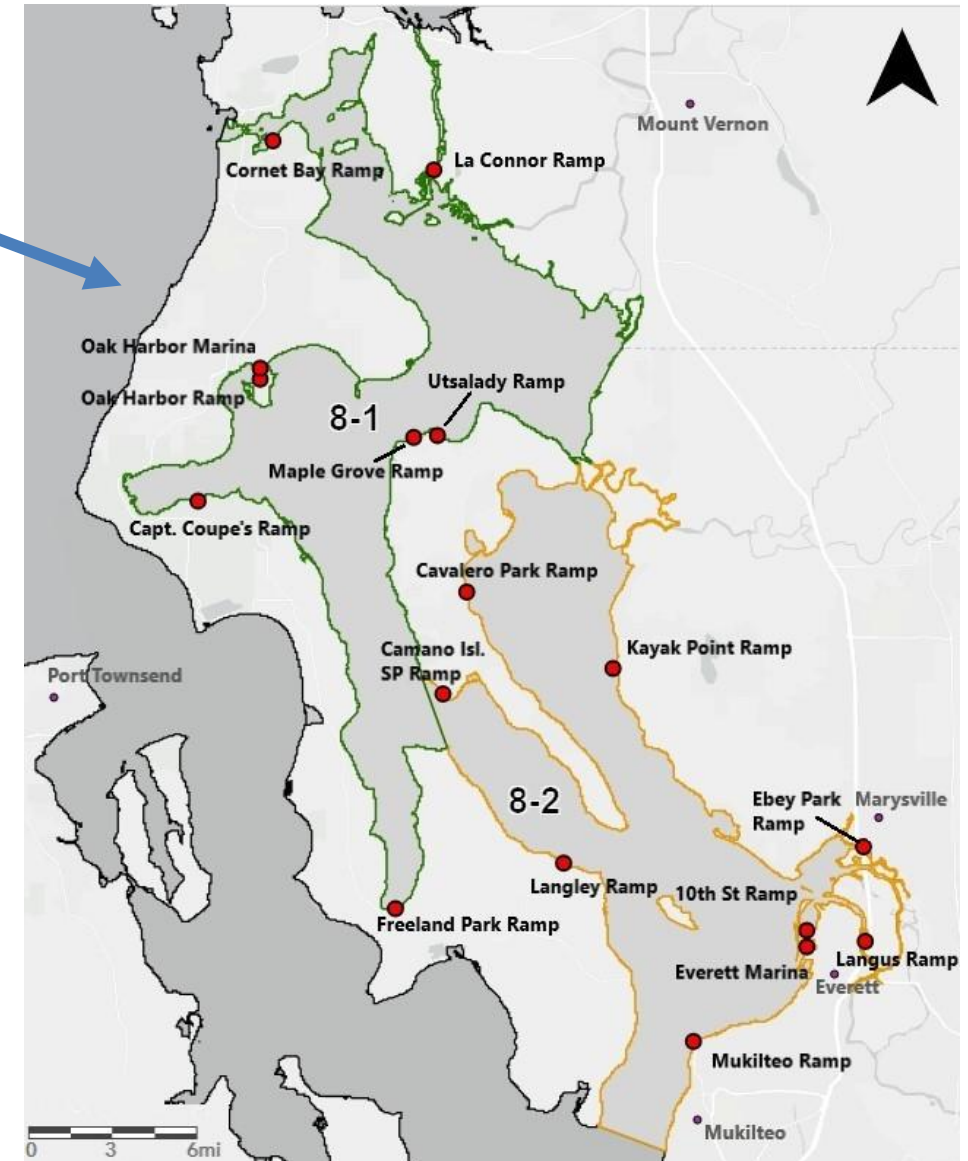 Mount Vernon
La Connor Ramp
Cornet Bay Ramp
Oak Harbor Marina
Utsalady Ramp
Oak Harbor Ramp
8-1
Maple Grove Ramp
Capt. Coupe's Ramp
Cavalero Park Ramp
Camano Isl.
SP Ramp
Kayak Point Ramp
Port Townsend
8-2
Ebey Park
Ramp
Marysville
Langley Ramp
10th St Ramp
Freeland Park Ramp
Langus Ramp
Everett Marina
Everett
Mukilteo Ramp
Mukilteo
0 3 6mi